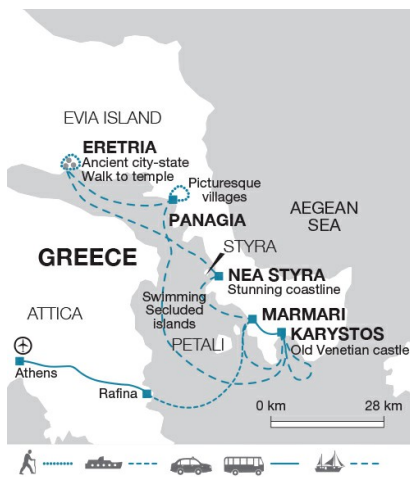 EVIA ISLAND
ERETRIA
Ancient city-state
Walk to temple
Picturesque
villages
PANAGIA
AEGEAN
SEA
STYRA
GREECE
NEA STYRA
Stunning coastline
Swimming
Secluded
islands
ATTICA
MARMARI
KARYSTOS
PETALI
Old Venetian castle
Athens
Rafina
0 km
28 km